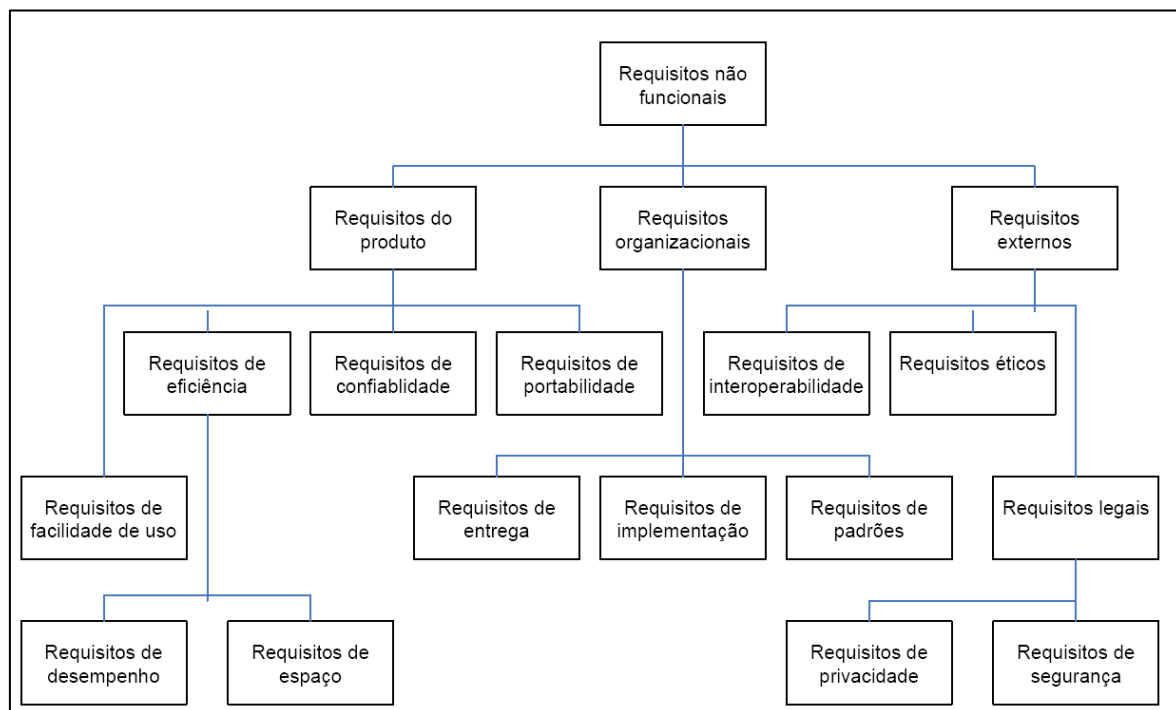 Requisitos não
funcionais
Requisitos do
produto
Requisitos
organizacionais
Requisitos
externos
Requisitos de
eficiência
Requisitos de
confiablidade
Requisitos de
portabilidade
Requisitos de
interoperabilidade
Requisitos éticos
Requisitos de
facilidade de uso
Requisitos de
entrega
Requisitos de
implementação
Requisitos de
padrões
Requisitos legais
Requisitos de
desempenho
Requisitos de
espaço
Requisitos de
privacidade
Requisitos de
segurança